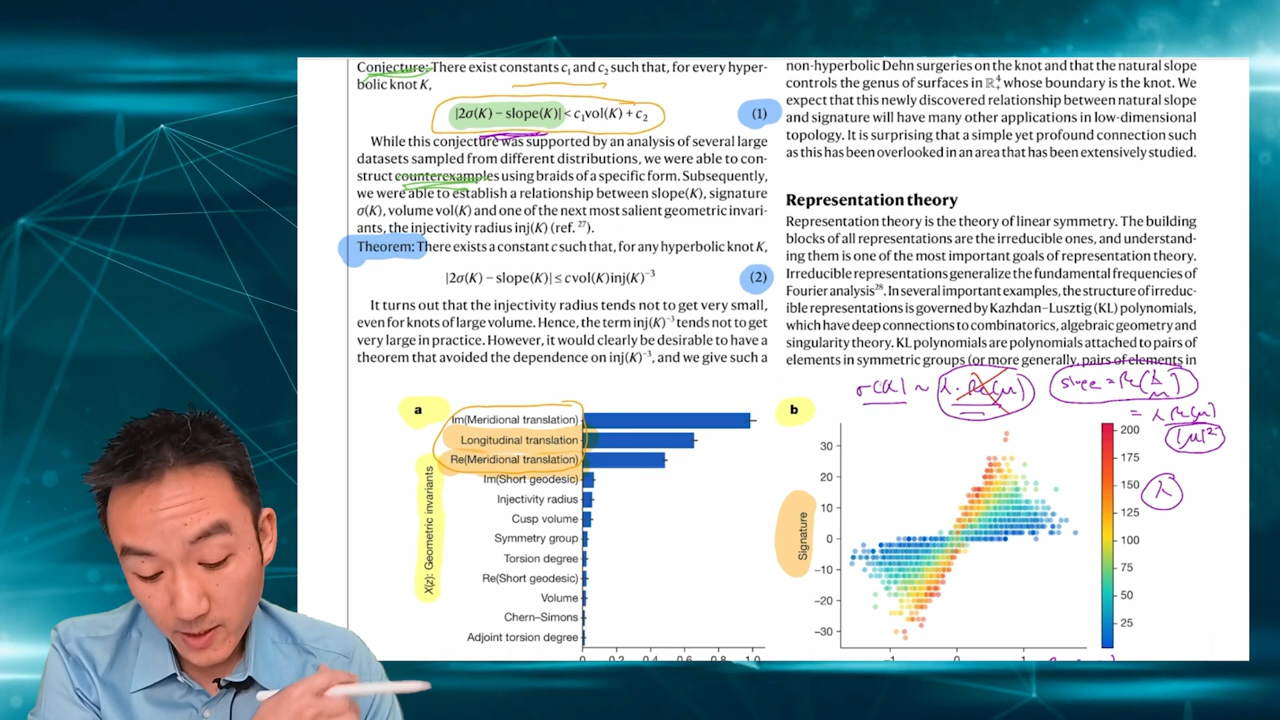 Conjecture: There exist constants c₁ and c₂ such that, for every hyper-
bolic knot K,
|2σ(K) − slope(K)| < c₁vol(K) + c₂ (1)
While this conjecture was supported by an analysis of several large
datasets sampled from different distributions, we were able to con-
struct counterexamples using braids of a specific form. Subsequently,
we were able to establish a relationship between slope(K), signature
σ(K), volume vol(K) and one of the next most salient geometric invari-
ants, the injectivity radius inj(K) (ref. ²⁷).
Theorem: There exists a constant c such that, for any hyperbolic knot K,
|2σ(K) − slope(K)| ≤ cvol(K)inj(K)⁻³ (2)
It turns out that the injectivity radius tends not to get very small,
even for knots of large volume. Hence, the term inj(K)⁻³ tends not to get
very large in practice. However, it would clearly be desirable to have a
theorem that avoided the dependence on inj(K)⁻³, and we give such a
non-hyperbolic Dehn surgeries on the knot and that the natural slope
controls the genus of surfaces in ℝ⁴₊ whose boundary is the knot. We
expect that this newly discovered relationship between natural slope
and signature will have many other applications in low-dimensional
topology. It is surprising that a simple yet profound connection such
as this has been overlooked in an area that has been extensively studied.
Representation theory
Representation theory is the theory of linear symmetry. The building
blocks of all representations are the irreducible ones, and understand-
ing them is one of the most important goals of representation theory.
Irreducible representations generalize the fundamental frequencies of
Fourier analysis²⁸. In several important examples, the structure of irreduc-
ible representations is governed by Kazhdan–Lusztig (KL) polynomials,
which have deep connections to combinatorics, algebraic geometry and
singularity theory. KL polynomials are polynomials attached to pairs of
elements in symmetric groups (or more generally, pairs of elements in
a
X(z): Geometric invariants
Im(Meridional translation)
Longitudinal translation
Re(Meridional translation)
Im(Short geodesic)
Injectivity radius
Cusp volume
Symmetry group
Torsion degree
Re(Short geodesic)
Volume
Chern–Simons
Adjoint torsion degree
0 0.2 0.4 0.6 0.8 1.0
σ(K) ~ λ·Re(μ)
slope = Re(λ/μ)
= λ Re(μ)
|μ|²
λ
b
Signature
30
20
10
0
−10
−20
−30
−1 0 1
200
175
150
125
100
75
50
25